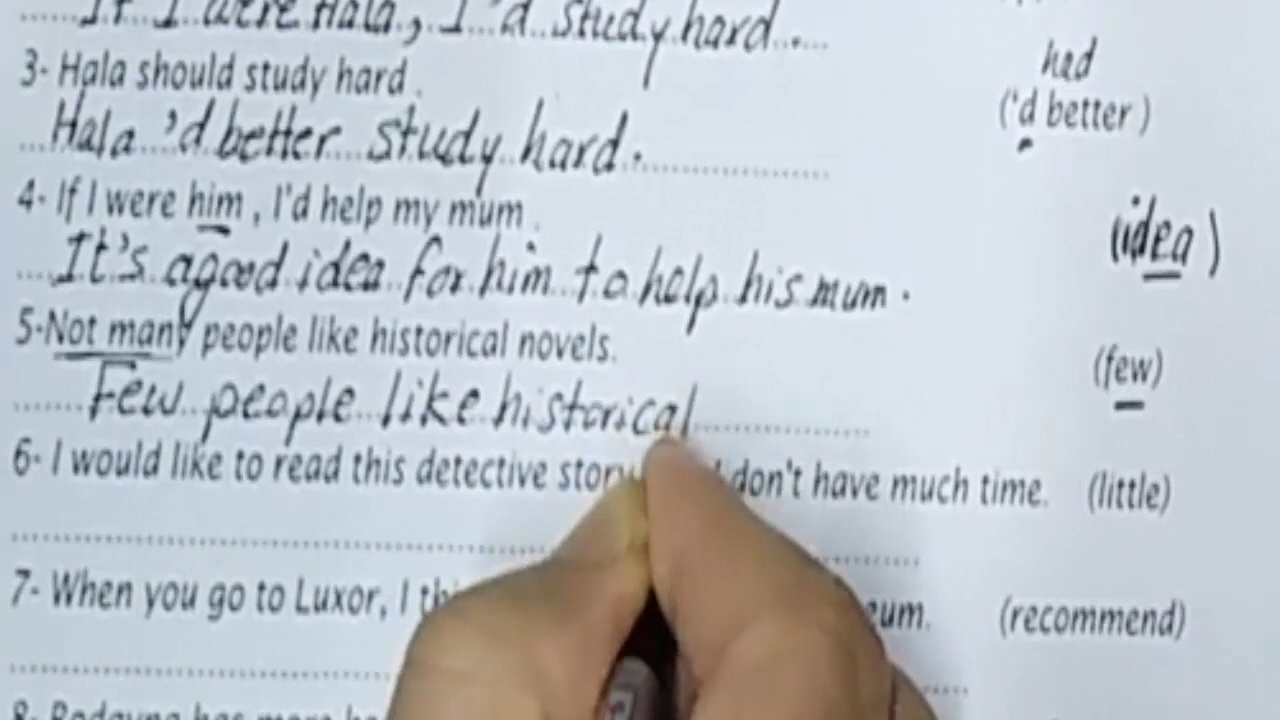 If I were Hala, I'd study hard.
3- Hala should study hard.
had
('d better)
Hala 'd better study hard.
4- If I were him, I'd help my mum.
(idea)
It's a good idea for him to help his mum.
5-Not many people like historical novels.
(few)
Few people like historical
6- I would like to read this detective story don't have much time. (little)
7- When you go to Luxor, I (recommend)
8-